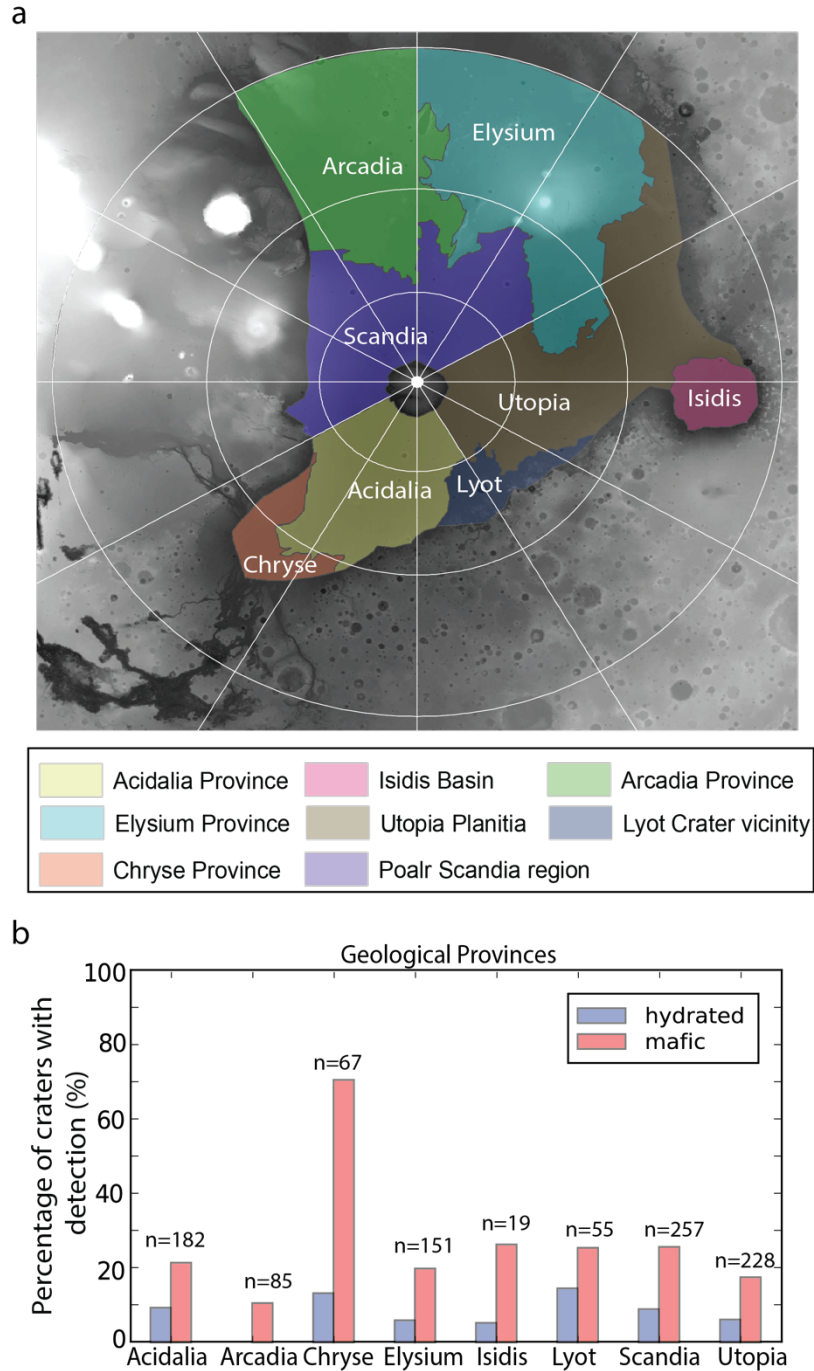 a
Elysium
Arcadia
Scandia
Utopia
Isidis
Acidalia
Lyot
Chryse
Acidalia Province
Isidis Basin
Arcadia Province
Elysium Province
Utopia Planitia
Lyot Crater vicinity
Chryse Province
Poalr Scandia region
b
Geological Provinces
Percentage of craters with
detection (%)
100
80
60
40
20
0
hydrated
mafic
n=182
n=85
n=67
n=151
n=19
n=55
n=257
n=228
Acidalia Arcadia Chryse Elysium Isidis Lyot Scandia Utopia